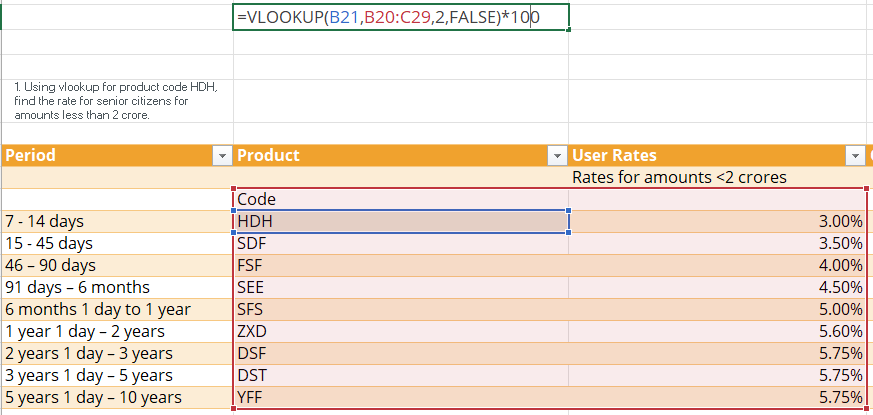 =VLOOKUP(B21,B20:C29,2,FALSE)*100
1. Using vlookup for product code HDH,
find the rate for senior citizens for
amounts less than 2 crore.
Period Product User Rates
Rates for amounts <2 crores
Code
7 - 14 days HDH 3.00%
15 - 45 days SDF 3.50%
46 – 90 days FSF 4.00%
91 days – 6 months SEE 4.50%
6 months 1 day to 1 year SFS 5.00%
1 year 1 day – 2 years ZXD 5.60%
2 years 1 day – 3 years DSF 5.75%
3 years 1 day – 5 years DST 5.75%
5 years 1 day – 10 years YFF 5.75%